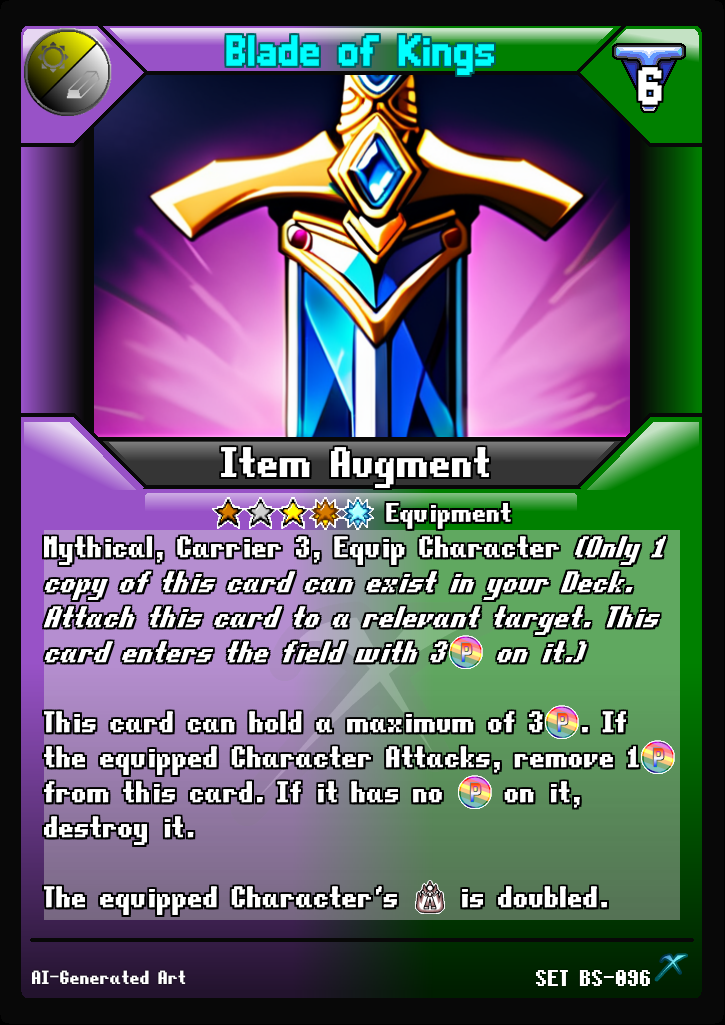 Blade of Kings
6
Item Augment
Equipment
Mythical, Carrier 3, Equip Character (Only 1
copy of this card can exist in your Deck.
Attach this card to a relevant target. This
card enters the field with 3 P on it.)
This card can hold a maximum of 3 P. If
the equipped Character Attacks, remove 1 P
from this card. If it has no P on it,
destroy it.
The equipped Character's A is doubled.
AI-Generated Art
SET BS-096